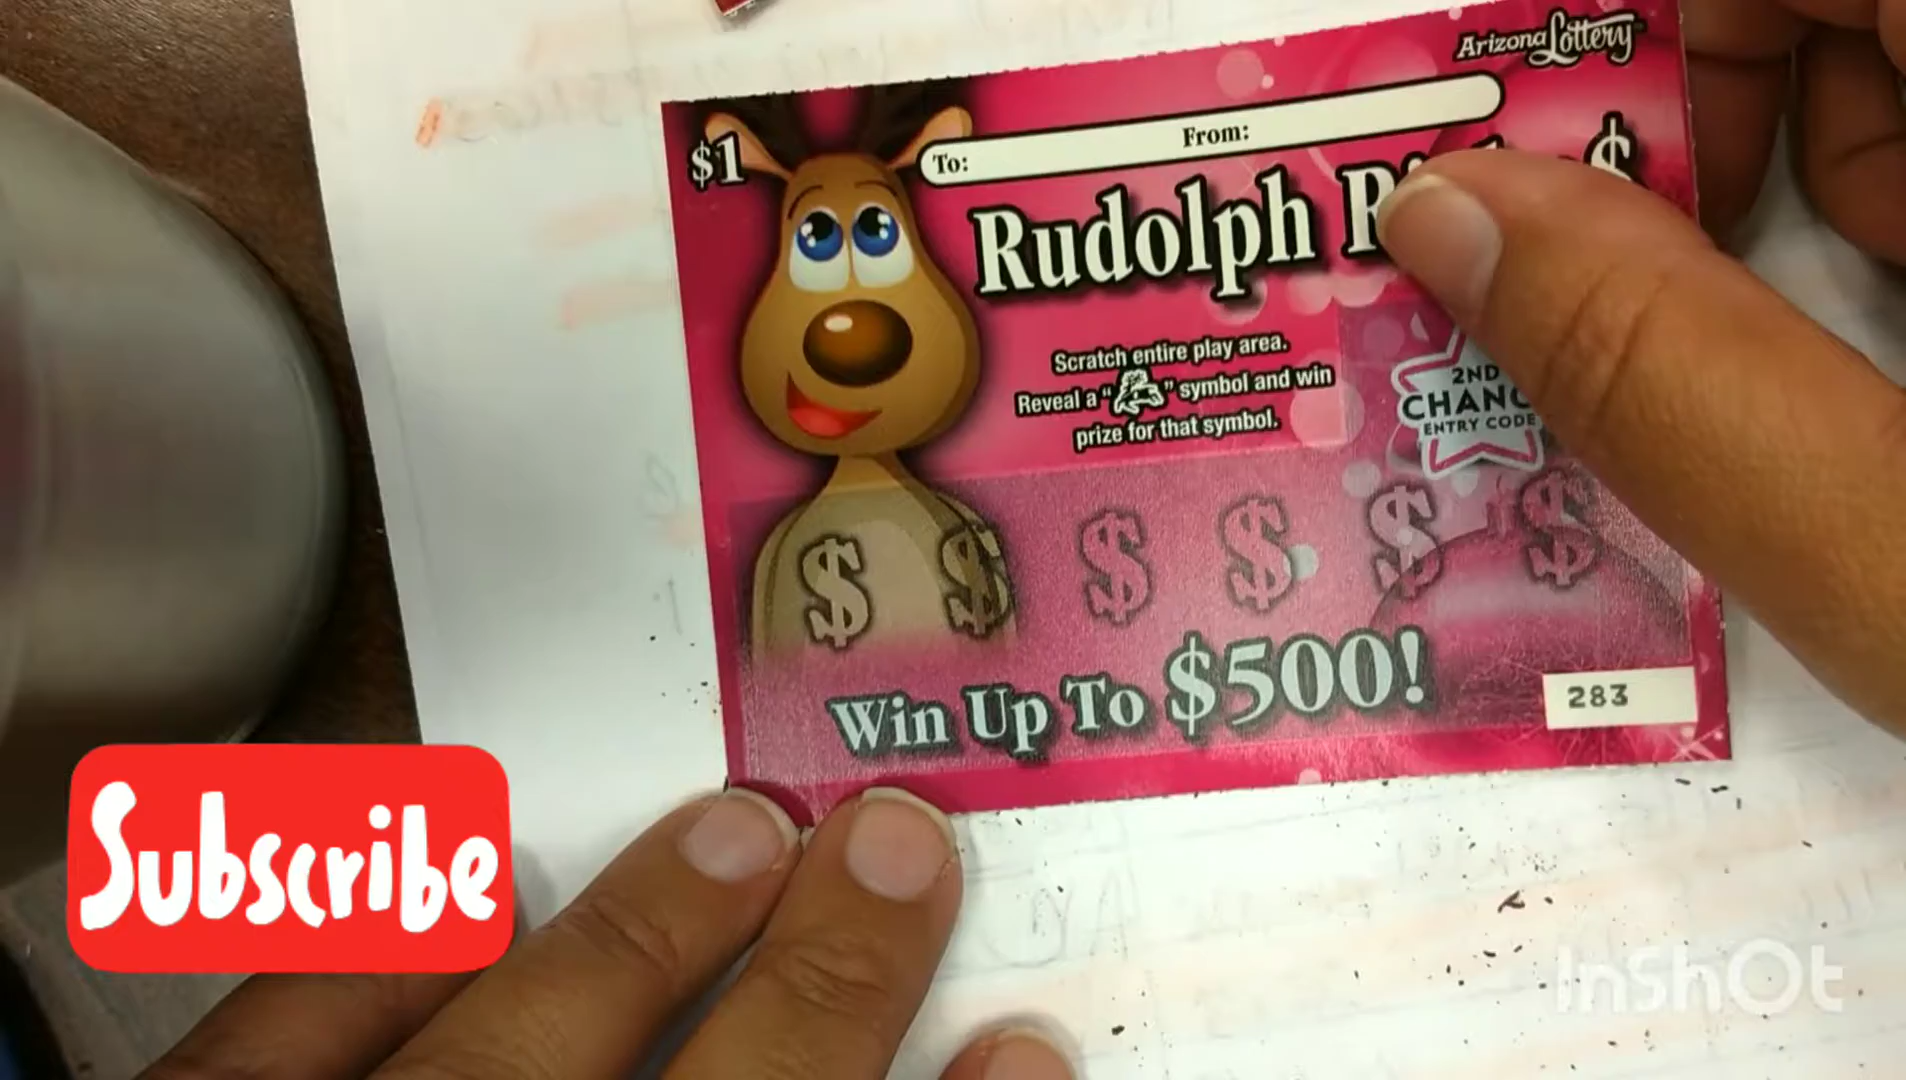 Arizona Lottery
$1
To: From:
Rudolph
$
Scratch entire play area.
Reveal a " " symbol and win
prize for that symbol.
2ND
CHANC
ENTRY CODE
$ $ $ $ $ $
Win Up To $500!
283
Subscribe
InShOt